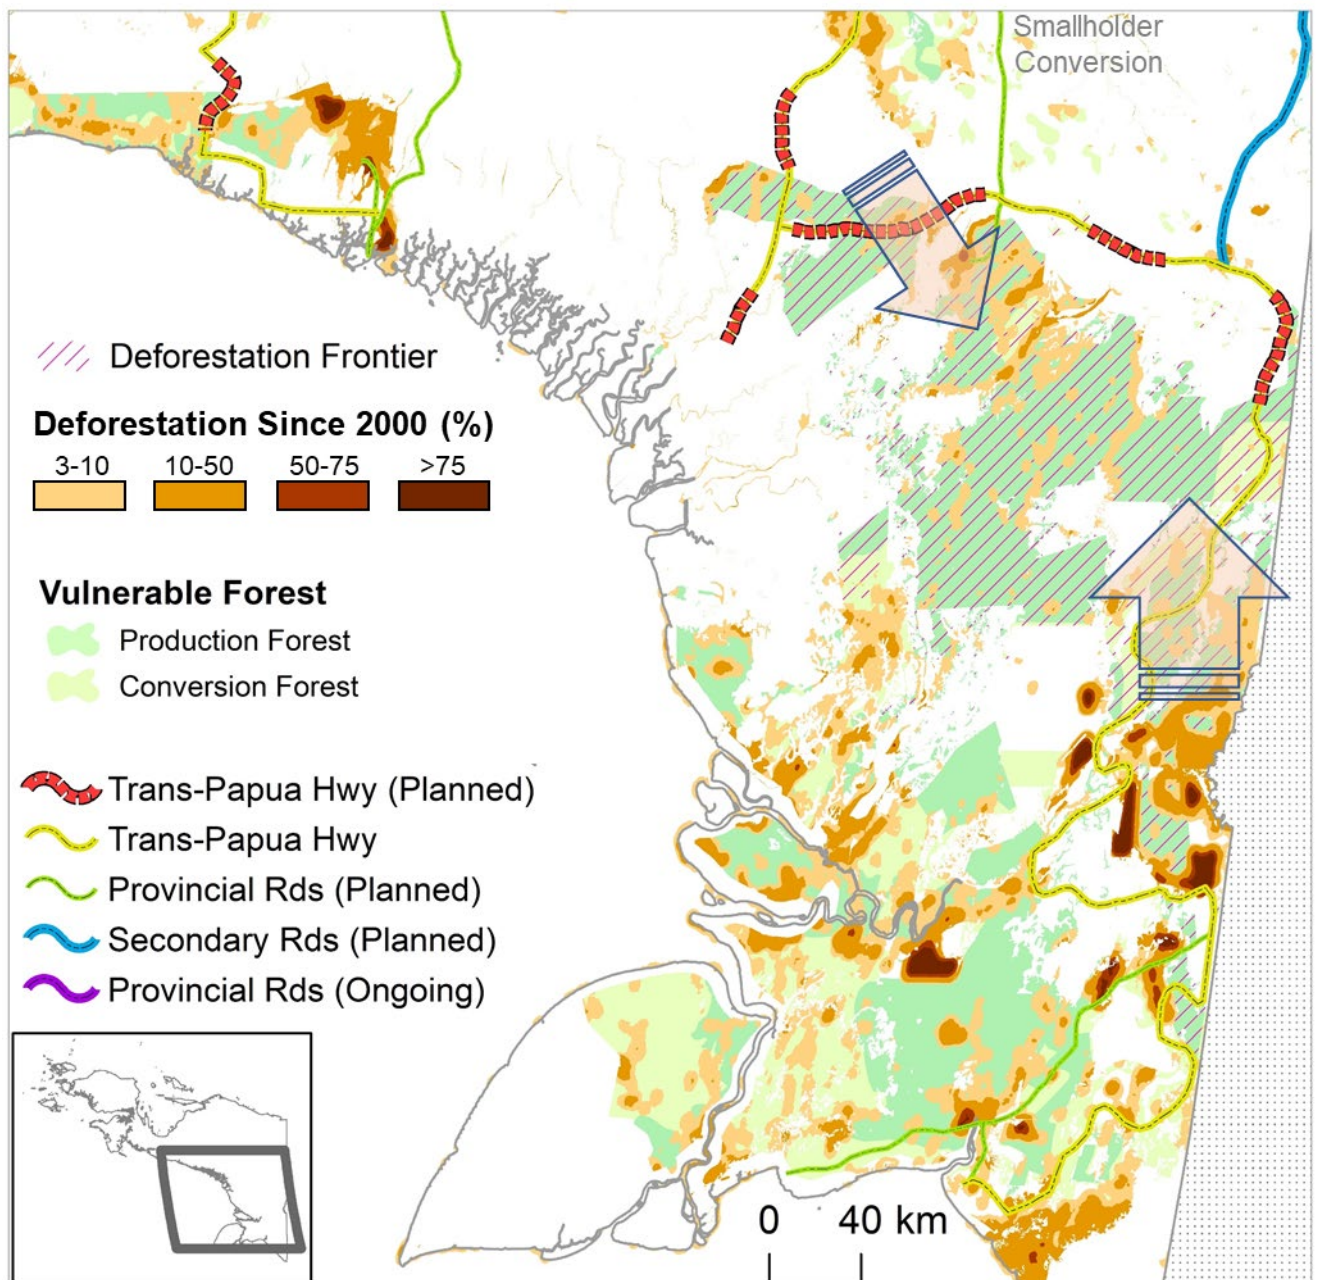 Smallholder
Conversion
Deforestation Frontier
Deforestation Since 2000 (%)
3-10 10-50 50-75 >75
Vulnerable Forest
Production Forest
Conversion Forest
Trans-Papua Hwy (Planned)
Trans-Papua Hwy
Provincial Rds (Planned)
Secondary Rds (Planned)
Provincial Rds (Ongoing)
0 40 km